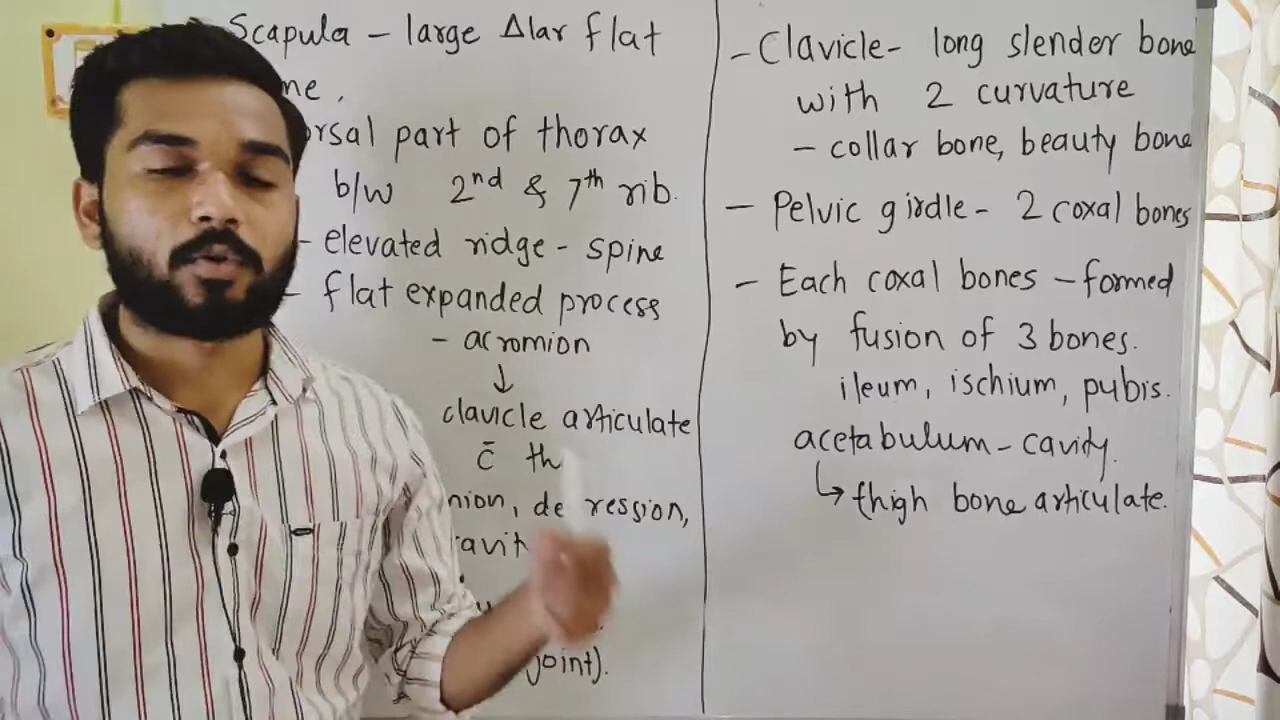 Scapula - large Δlar flat
ne,
rsal part of thorax
b/w 2nd & 7th rib.
- elevated ridge - spine
- flat expanded process
- acromion
↓
clavicle articulate
c̄ th
nion, de ression,
avit
joint).
- Clavicle - long slender bone
with 2 curvature
- collar bone, beauty bone
- Pelvic girdle - 2 coxal bones
- Each coxal bones - formed
by fusion of 3 bones.
ileum, ischium, pubis.
acetabulum - cavity.
↳ thigh bone articulate.